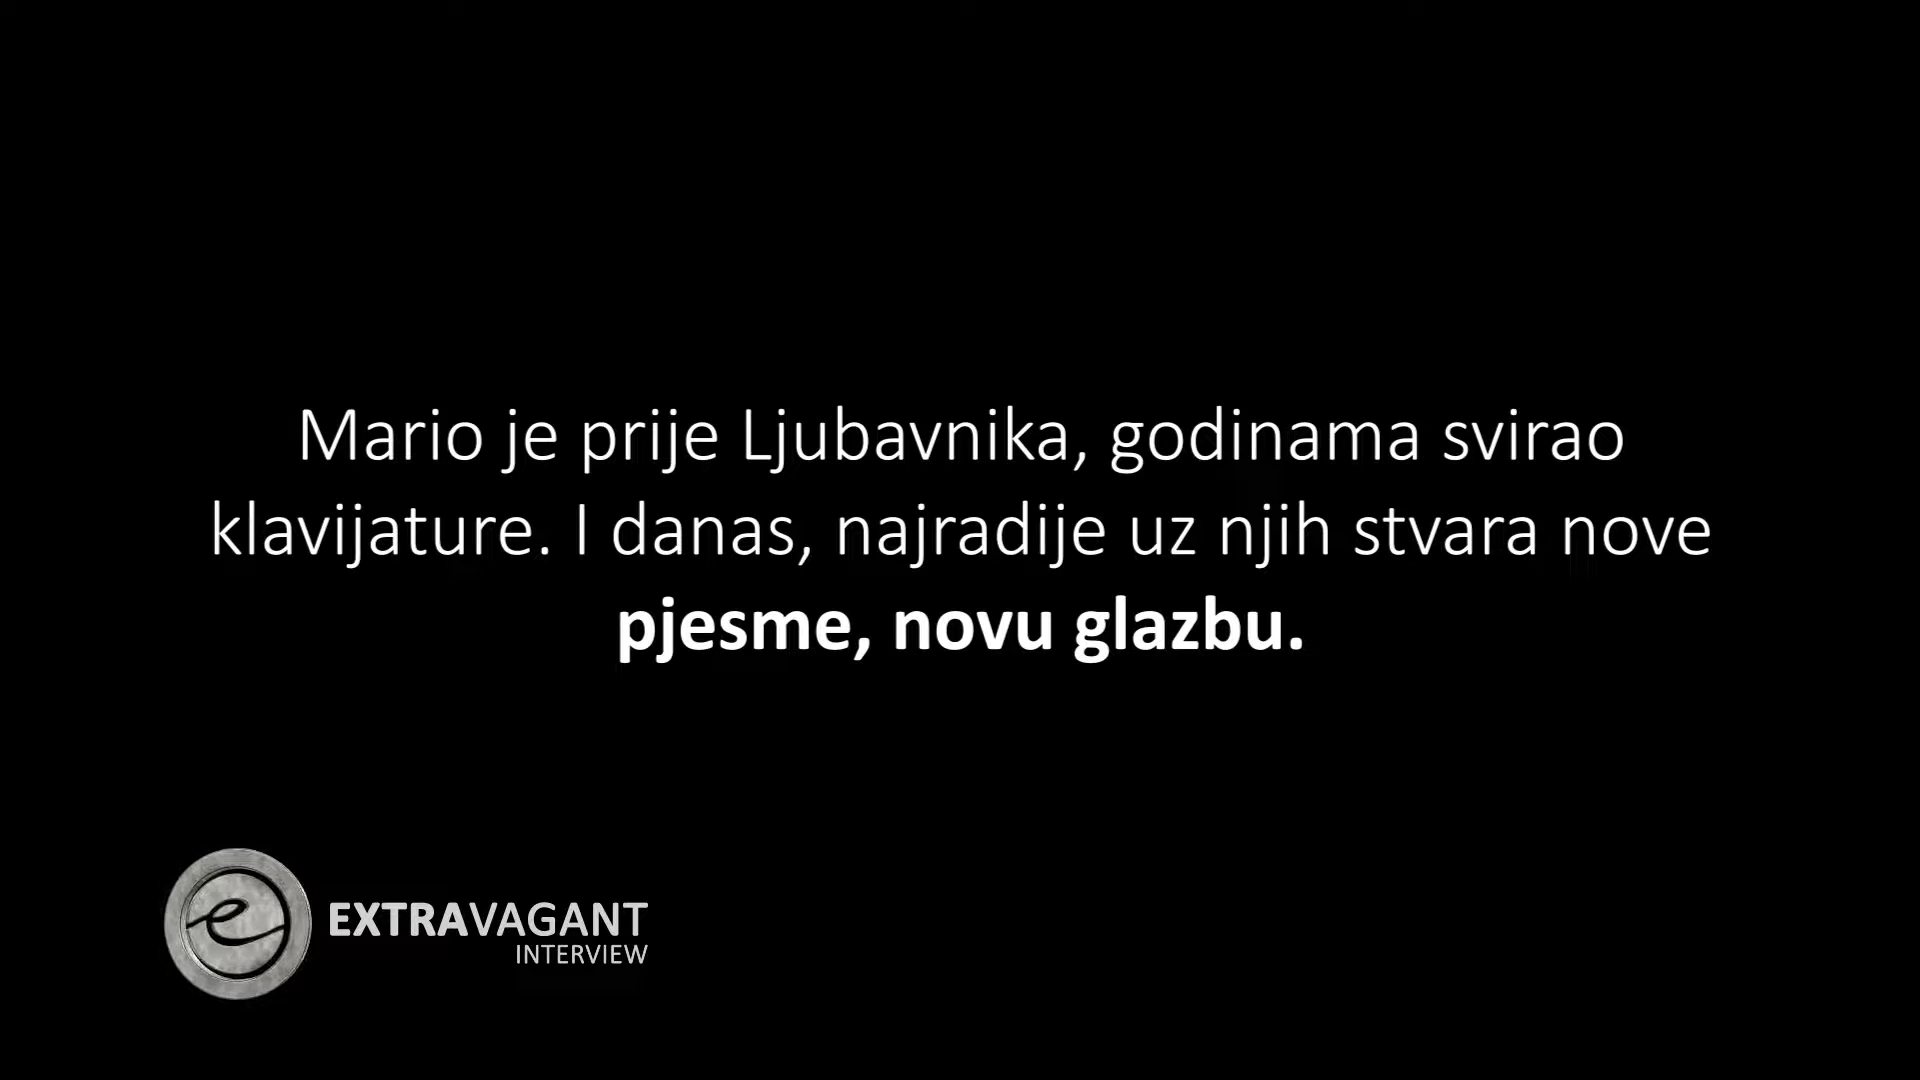 Mario je prije Ljubavnika, godinama svirao
klavijature. I danas, najradije uz njih stvara nove
pjesme, novu glazbu.
e
EXTRAVAGANT
INTERVIEW